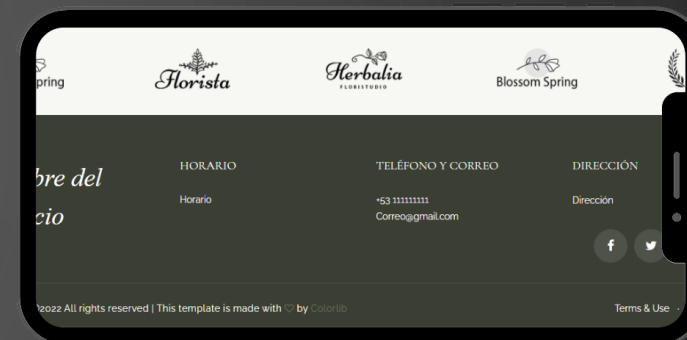 pring
Florista
Herbalia
FLORISTUDIO
Blossom Spring
bre del
cio
HORARIO
Horario
TELÉFONO Y CORREO
+53 111111111
Correo@gmail.com
DIRECCIÓN
Dirección
2022 All rights reserved | This template is made with ♡ by Colorlib
Terms & Use